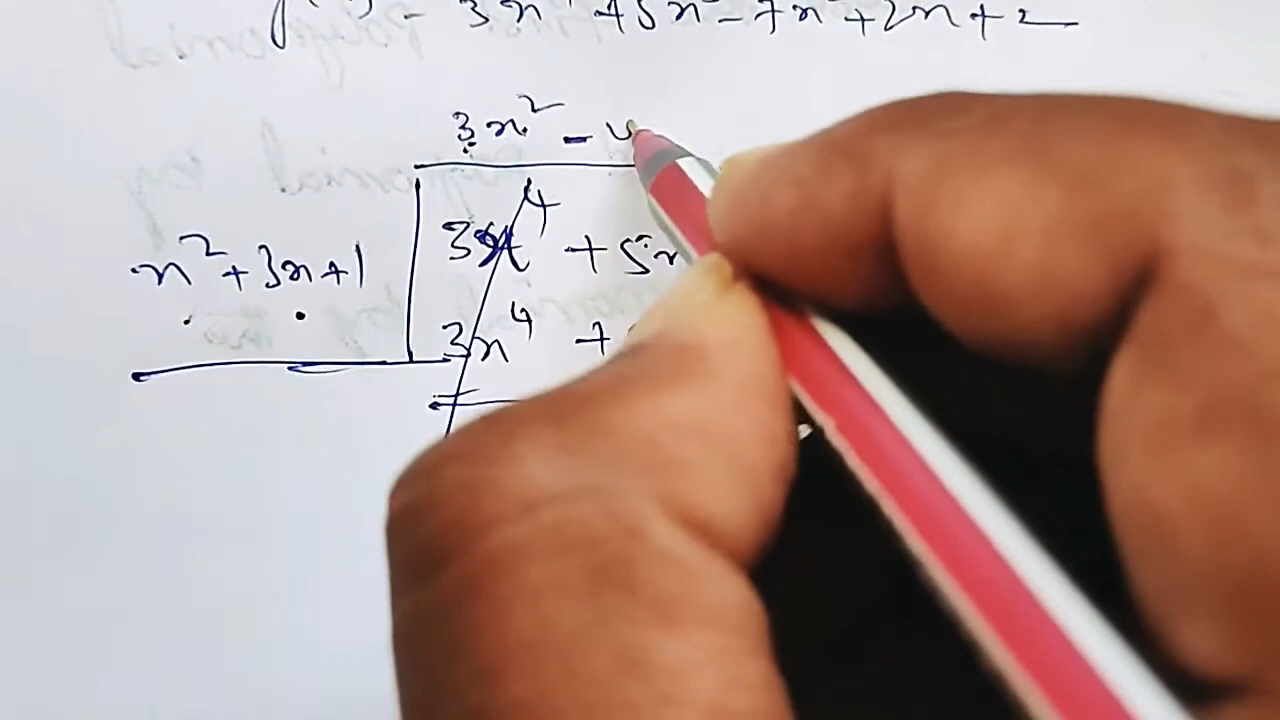 3x⁴ + 5x³ - 7x² + 2x + 2
3x² - 4
x² + 3x + 1 3x⁴ + 5x
3x⁴ +